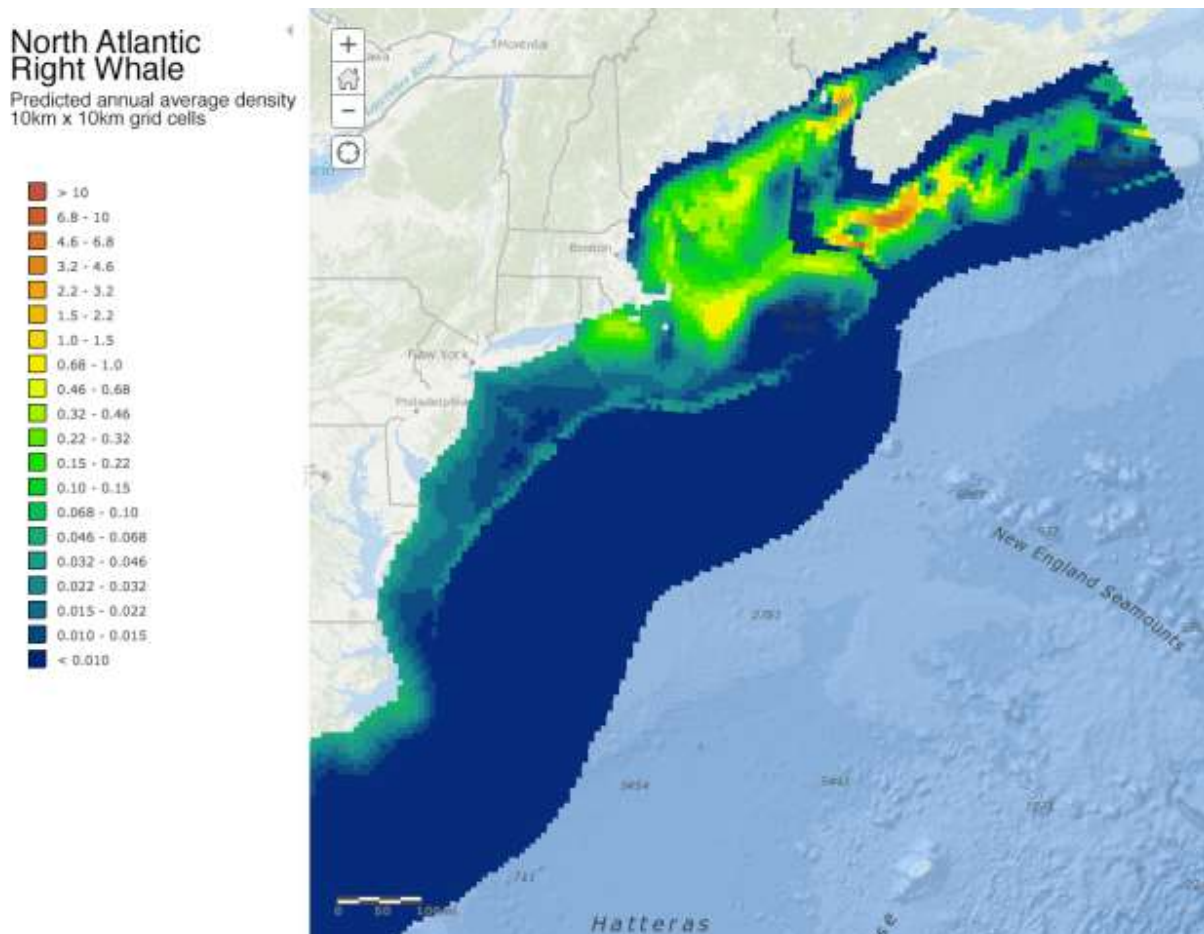 North Atlantic
Right Whale
Predicted annual average density
10km x 10km grid cells
> 10
6.8 - 10
4.6 - 6.8
3.2 - 4.6
2.2 - 3.2
1.5 - 2.2
1.0 - 1.5
0.68 - 1.0
0.46 - 0.68
0.32 - 0.46
0.22 - 0.32
0.15 - 0.22
0.10 - 0.15
0.068 - 0.10
0.046 - 0.068
0.032 - 0.046
0.022 - 0.032
0.015 - 0.022
0.010 - 0.015
< 0.010
+
−
Montréal
Boston
New York
Philadelphia
New England Seamounts
0 50
Hatteras